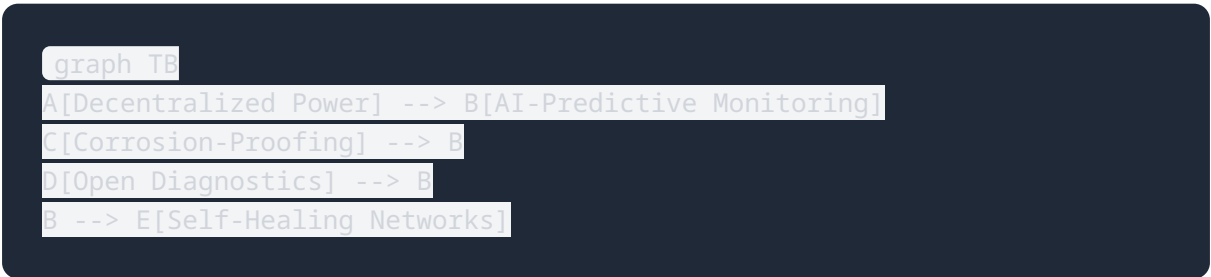 graph TB
A[Decentralized Power] --> B[AI-Predictive Monitoring]
C[Corrosion-Proofing] --> B
D[Open Diagnostics] --> B
B --> E[Self-Healing Networks]